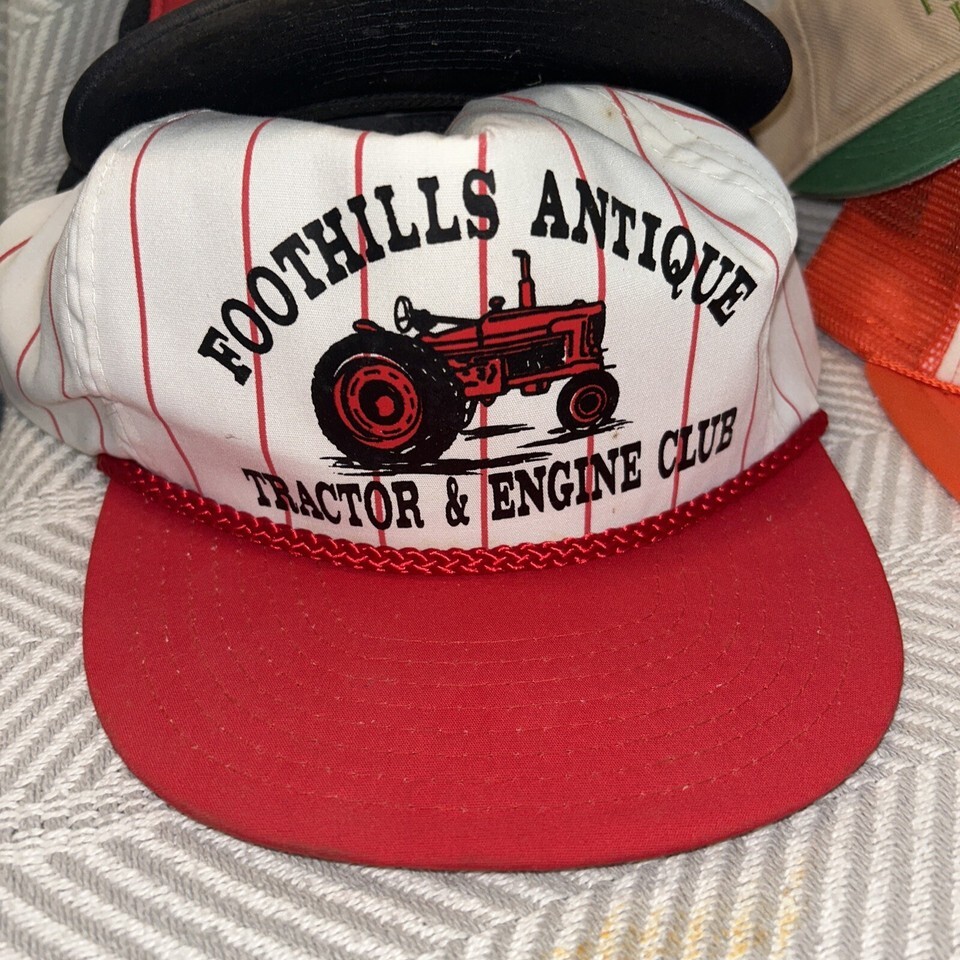 FOOTHILLS ANTIQUE
TRACTOR & ENGINE CLUB